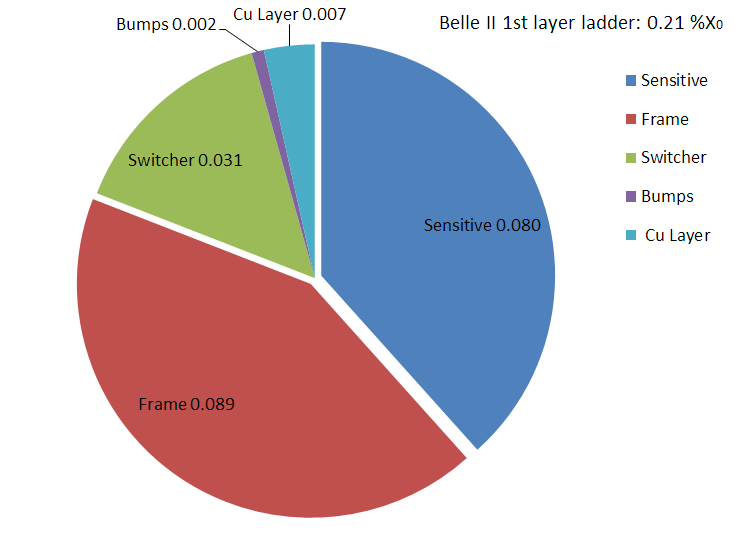 Belle II 1st layer ladder: 0.21 %X₀
Cu Layer 0.007
Bumps 0.002
Switcher 0.031
Sensitive 0.080
Frame 0.089
Sensitive
Frame
Switcher
Bumps
Cu Layer